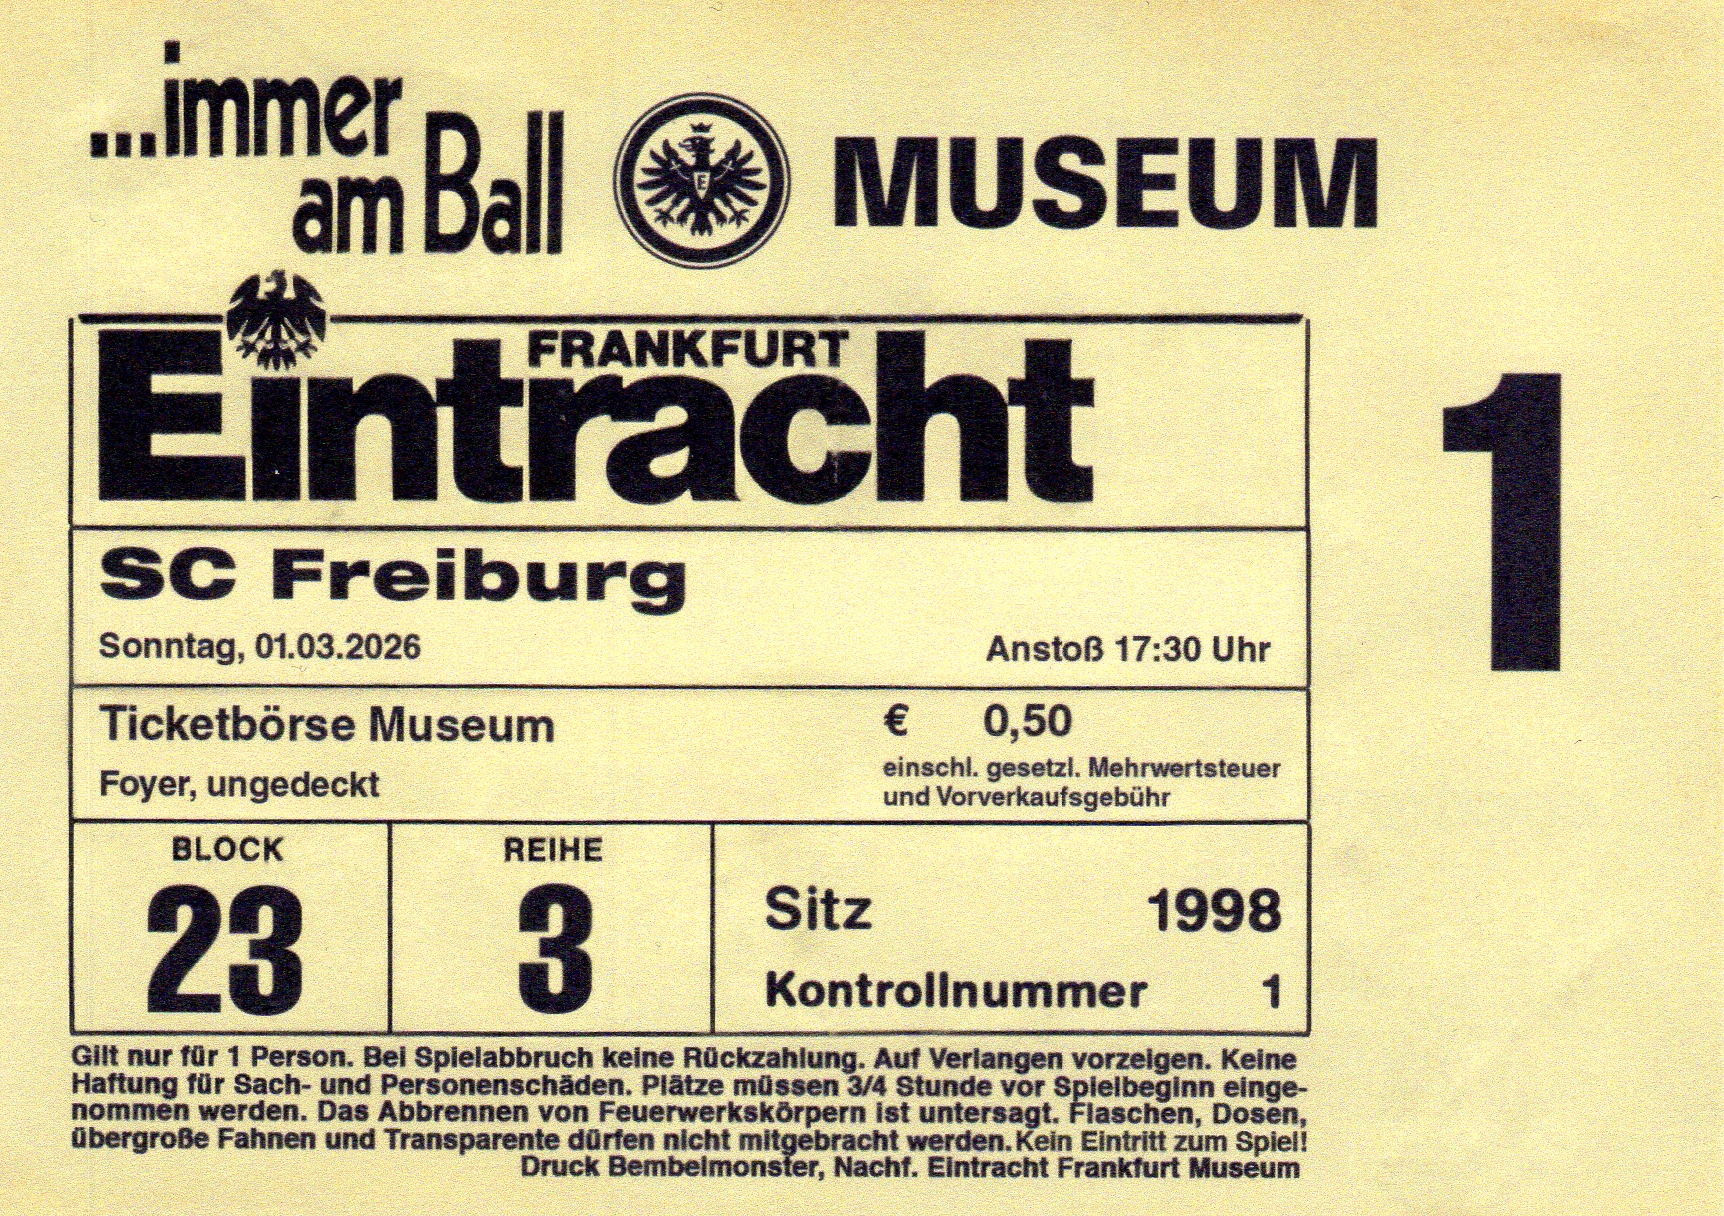 ...immer
am Ball
E
MUSEUM
FRANKFURT
Eintracht
1
SC Freiburg
Sonntag, 01.03.2026 Anstoß 17:30 Uhr
Ticketbörse Museum € 0,50
Foyer, ungedeckt
einschl. gesetzl. Mehrwertsteuer
und Vorverkaufsgebühr
BLOCK REIHE
23 3
Sitz 1998
Kontrollnummer 1
Gilt nur für 1 Person. Bei Spielabbruch keine Rückzahlung. Auf Verlangen vorzeigen. Keine
Haftung für Sach- und Personenschäden. Plätze müssen 3/4 Stunde vor Spielbeginn einge-
nommen werden. Das Abbrennen von Feuerwerkskörpern ist untersagt. Flaschen, Dosen,
übergroße Fahnen und Transparente dürfen nicht mitgebracht werden. Kein Eintritt zum Spiel!
Druck Bembelmonster, Nachf. Eintracht Frankfurt Museum